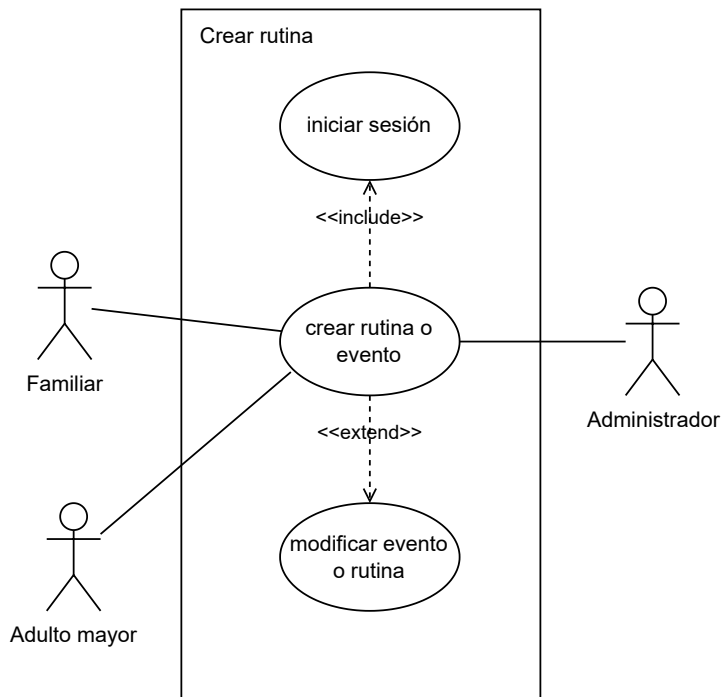 Crear rutina
iniciar sesión
<<include>>
crear rutina o
evento
Familiar
Administrador
<<extend>>
modificar evento
o rutina
Adulto mayor